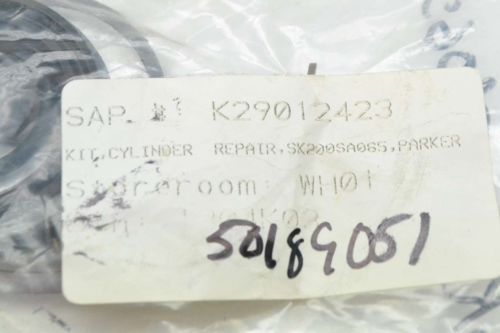 SAP # K29012423
KIT,CYLINDER REPAIR,SK200SA065,PARKER
Storeroom: WH01
50189051